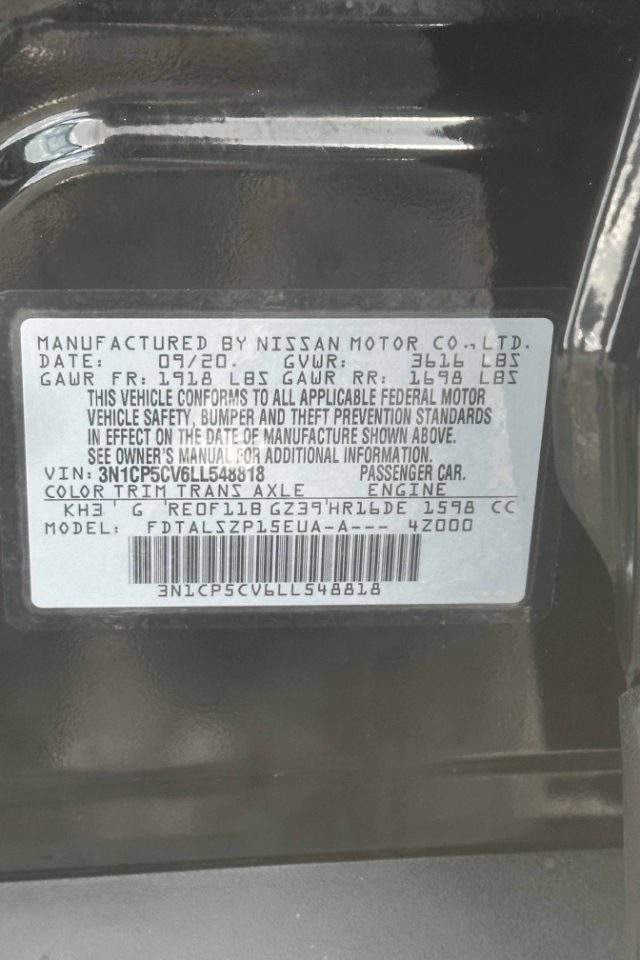 MANUFACTURED BY NISSAN MOTOR CO., LTD.
DATE: 09/20. GVWR: 3616 LBS
GAWR FR: 1918 LBS GAWR RR: 1698 LBS
THIS VEHICLE CONFORMS TO ALL APPLICABLE FEDERAL MOTOR
VEHICLE SAFETY, BUMPER AND THEFT PREVENTION STANDARDS
IN EFFECT ON THE DATE OF MANUFACTURE SHOWN ABOVE.
SEE OWNER'S MANUAL FOR ADDITIONAL INFORMATION.
VIN: 3N1CP5CV6LL548818 PASSENGER CAR.
COLOR TRIM TRANS AXLE ENGINE
KH3 G RE0F11B GZ39 HR16DE 1598 CC
MODEL: FDTALSZP15EUA-A--- 4Z000
3N1CP5CV6LL548818